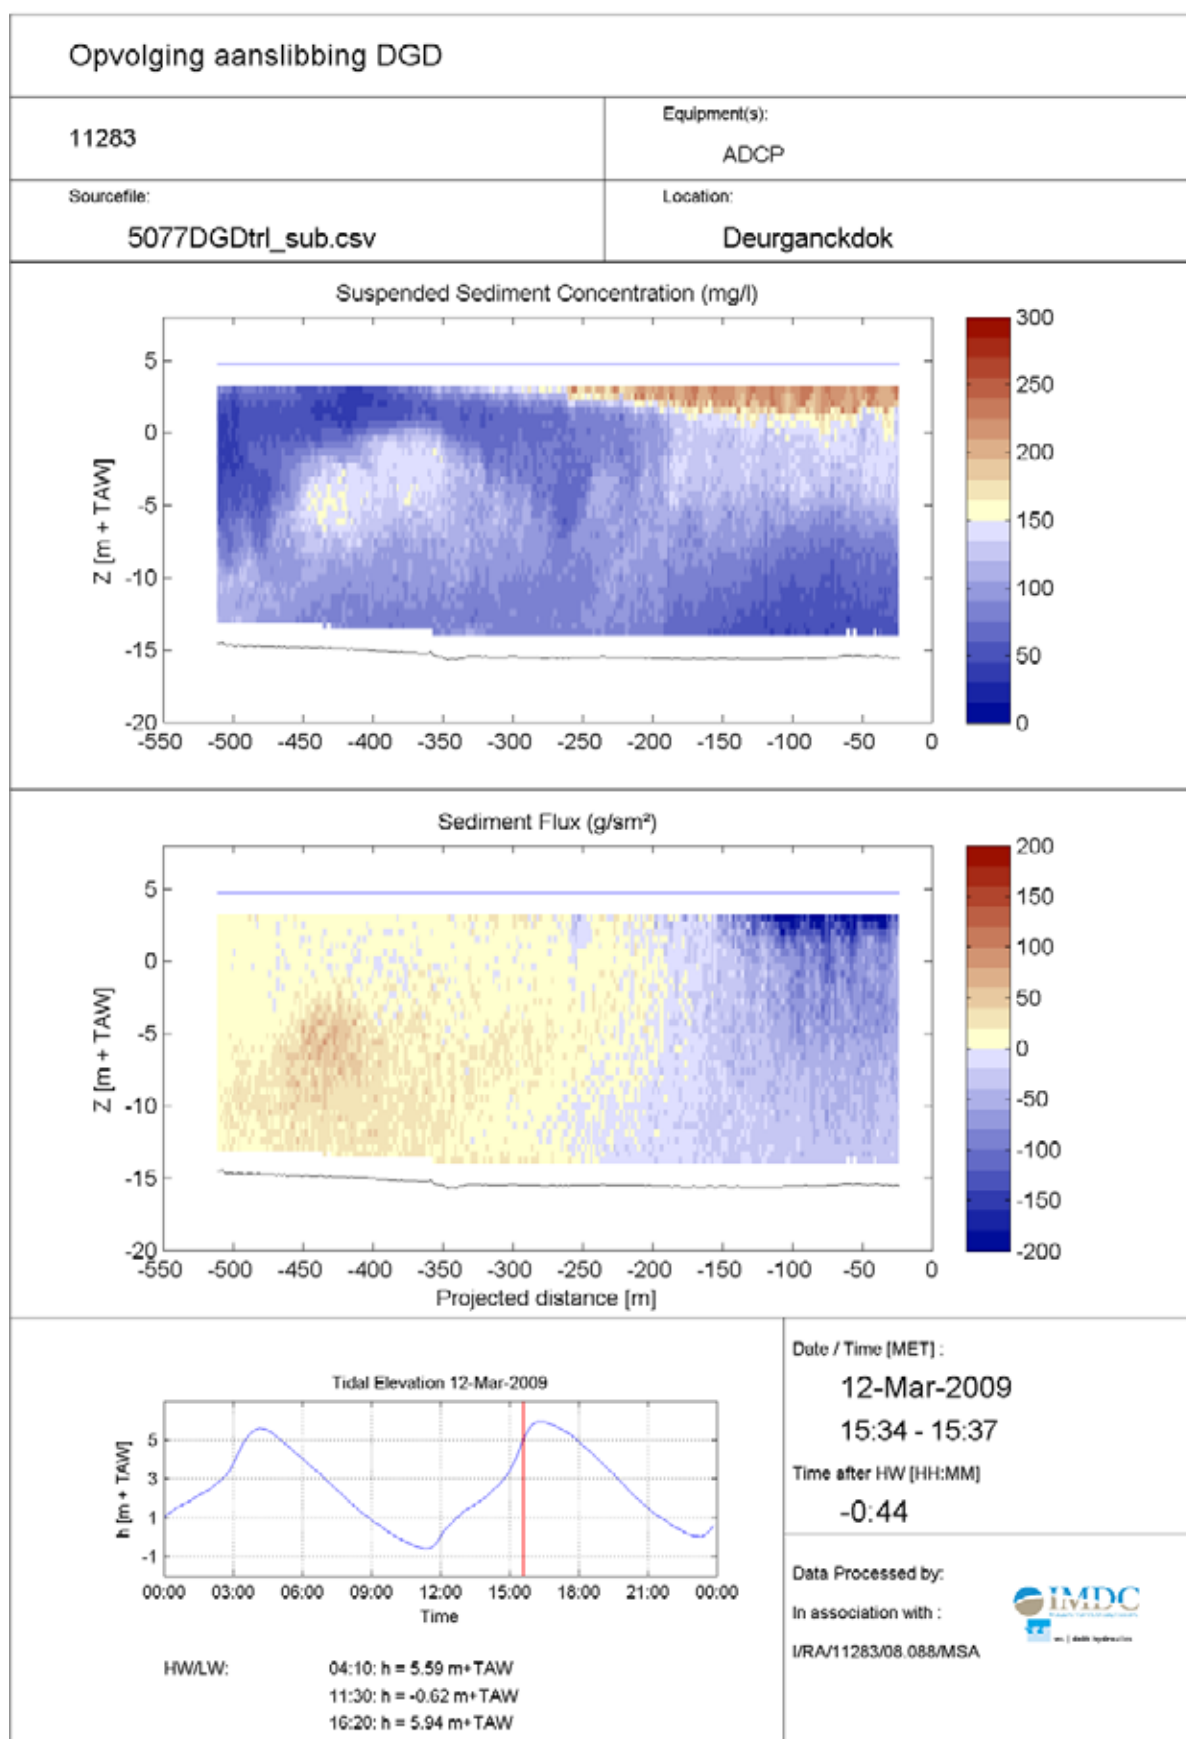 Opvolging aanslibbing DGD
11283
Equipment(s):
ADCP
Sourcefile:
5077DGDtrl_sub.csv
Location:
Deurganckdok
Suspended Sediment Concentration (mg/l)
5
0
-5
-10
-15
-20
Z [m + TAW]
-550 -500 -450 -400 -350 -300 -250 -200 -150 -100 -50 0
300
250
200
150
100
50
0
Sediment Flux (g/sm²)
5
0
-5
-10
-15
-20
Z [m + TAW]
-550 -500 -450 -400 -350 -300 -250 -200 -150 -100 -50 0
Projected distance [m]
200
150
100
50
0
-50
-100
-150
-200
Tidal Elevation 12-Mar-2009
5
3
1
-1
h [m + TAW]
00:00 03:00 06:00 09:00 12:00 15:00 18:00 21:00 00:00
Time
HW/LW:
04:10: h = 5.59 m+TAW
11:30: h = -0.62 m+TAW
16:20: h = 5.94 m+TAW
Date / Time [MET] :
12-Mar-2009
15:34 - 15:37
Time after HW [HH:MM]
-0:44
Data Processed by:
In association with :
I/RA/11283/08.088/MSA
IMDC
wl | delft hydraulics